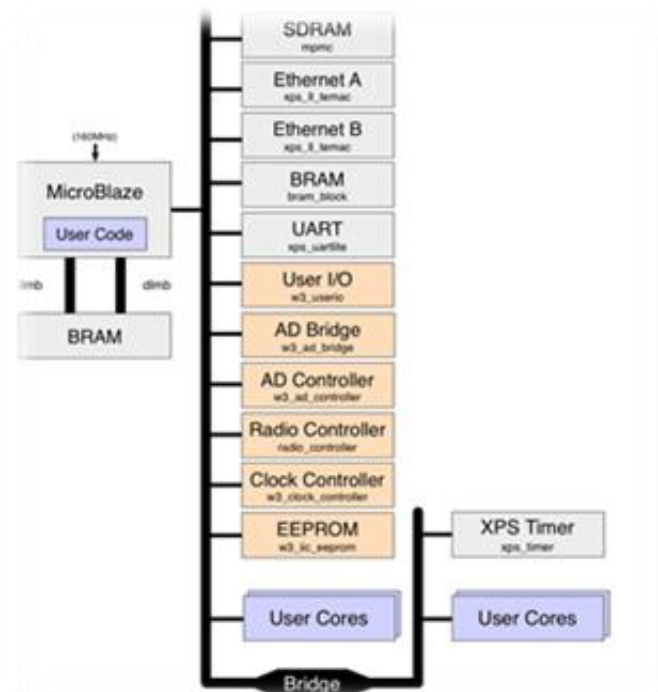 SDRAM
mpmc
Ethernet A
xps_ll_temac
Ethernet B
xps_ll_temac
(160MHz)
MicroBlaze
User Code
BRAM
bram_block
UART
xps_uartlite
dlmb
BRAM
User I/O
w3_userio
AD Bridge
w3_ad_bridge
AD Controller
w3_ad_controller
Radio Controller
radio_controller
Clock Controller
w3_clock_controller
EEPROM
w3_iic_eeprom
XPS Timer
xps_timer
User Cores
User Cores
Bridge